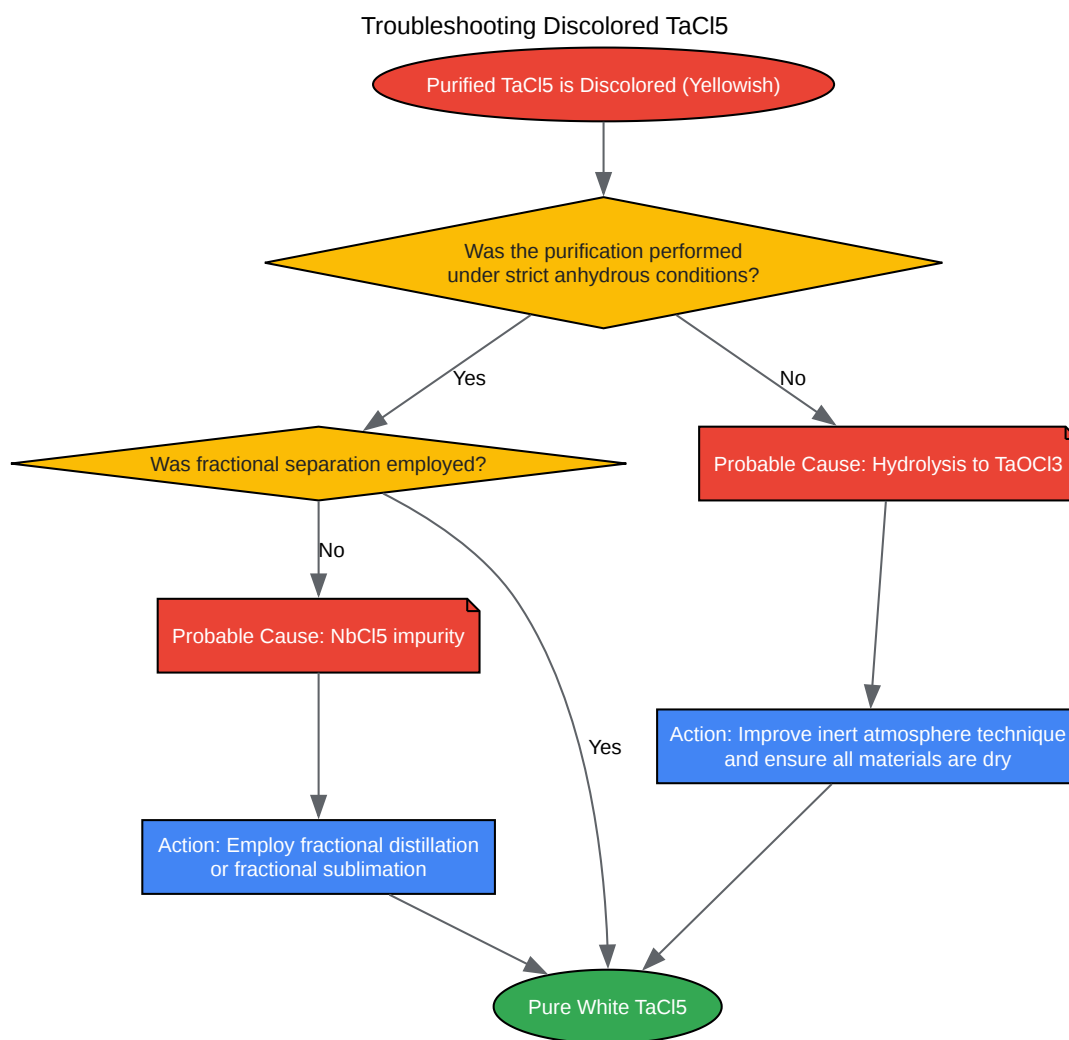 Troubleshooting Discolored TaCl5
Purified TaCl5 is Discolored (Yellowish)
Was the purification performed
under strict anhydrous conditions?
Yes
No
Was fractional separation employed?
Probable Cause: Hydrolysis to TaOCl3
No
Probable Cause: NbCl5 impurity
Yes
Action: Improve inert atmosphere technique
and ensure all materials are dry
Action: Employ fractional distillation
or fractional sublimation
Pure White TaCl5